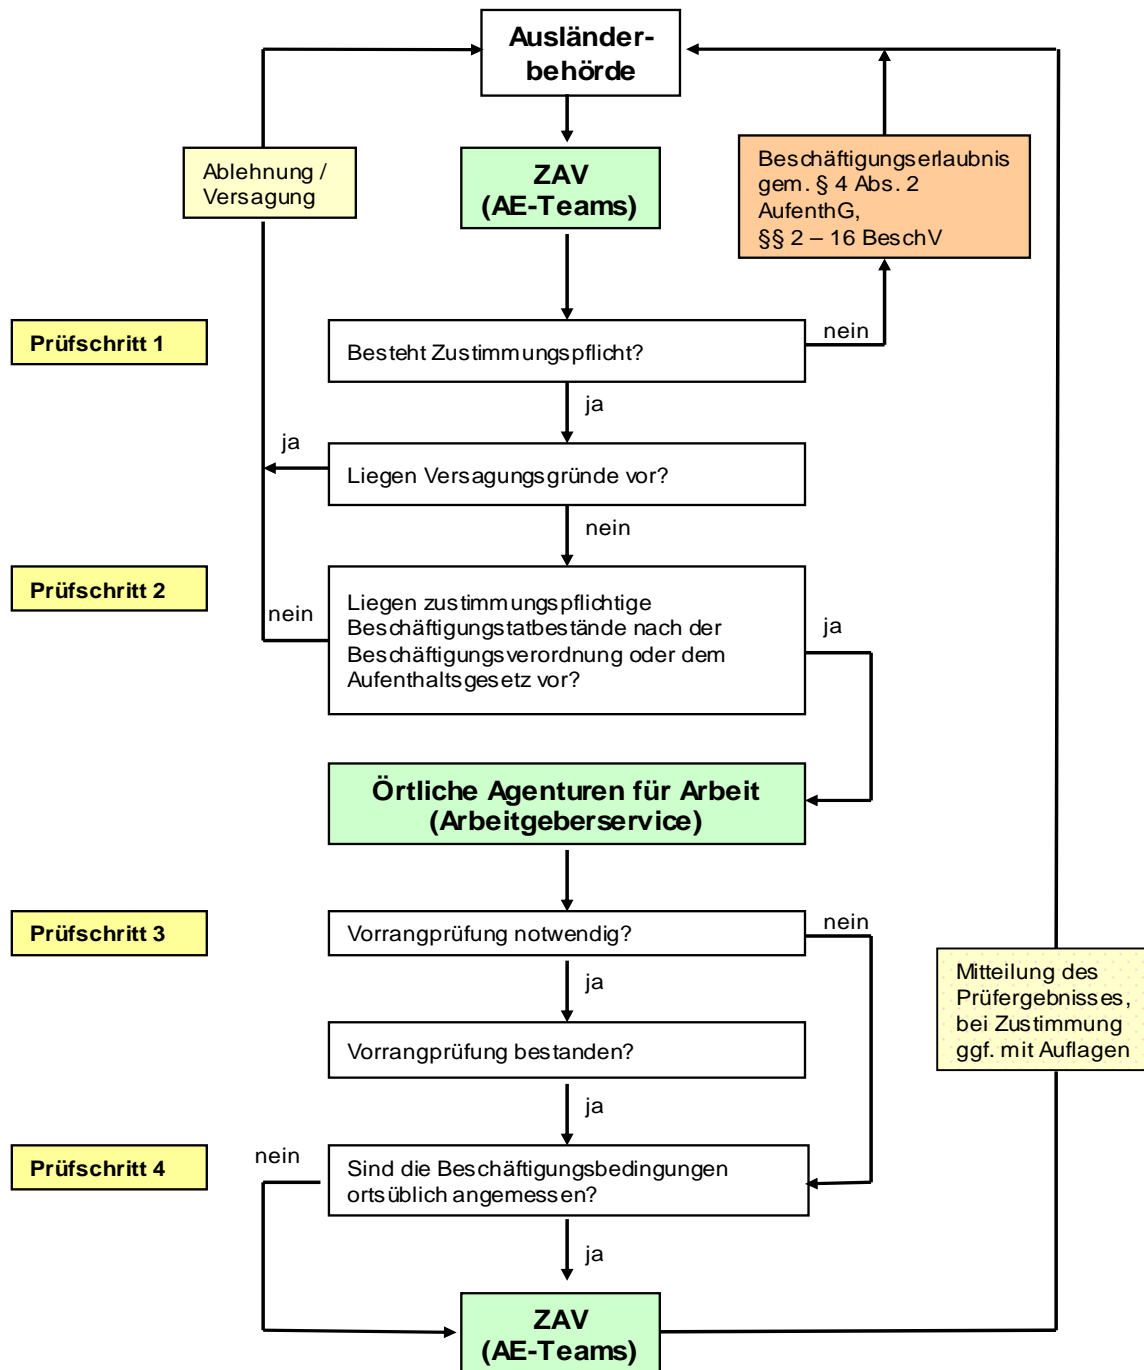 Ausländer-
behörde
Ablehnung /
Versagung
ZAV
(AE-Teams)
Beschäftigungserlaubnis
gem. § 4 Abs. 2
AufenthG,
§§ 2 – 16 BeschV
Prüfschritt 1
Besteht Zustimmungspflicht?
nein
ja
ja
Liegen Versagungsgründe vor?
nein
Prüfschritt 2
nein
Liegen zustimmungspflichtige
Beschäftigungstatbestände nach der
Beschäftigungsverordnung oder dem
Aufenthaltsgesetz vor?
ja
Örtliche Agenturen für Arbeit
(Arbeitgeberservice)
Prüfschritt 3
Vorrangprüfung notwendig?
nein
ja
Mitteilung des
Prüfergebnisses,
bei Zustimmung
ggf. mit Auflagen
Vorrangprüfung bestanden?
ja
Prüfschritt 4
nein
Sind die Beschäftigungsbedingungen
ortsüblich angemessen?
ja
ZAV
(AE-Teams)